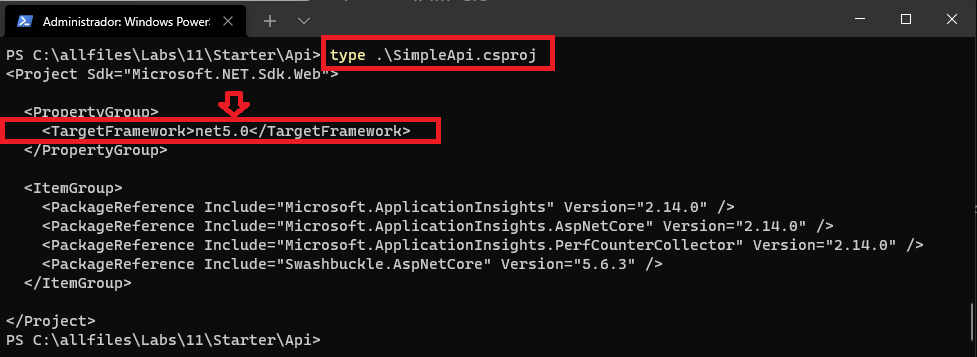 Administrador: Windows PowerS
PS C:\allfiles\Labs\11\Starter\Api> type .\SimpleApi.csproj
<Project Sdk="Microsoft.NET.Sdk.Web">
<PropertyGroup>
<TargetFramework>net5.0</TargetFramework>
</PropertyGroup>
<ItemGroup>
<PackageReference Include="Microsoft.ApplicationInsights" Version="2.14.0" />
<PackageReference Include="Microsoft.ApplicationInsights.AspNetCore" Version="2.14.0" />
<PackageReference Include="Microsoft.ApplicationInsights.PerfCounterCollector" Version="2.14.0" />
<PackageReference Include="Swashbuckle.AspNetCore" Version="5.6.3" />
</ItemGroup>
</Project>
PS C:\allfiles\Labs\11\Starter\Api>